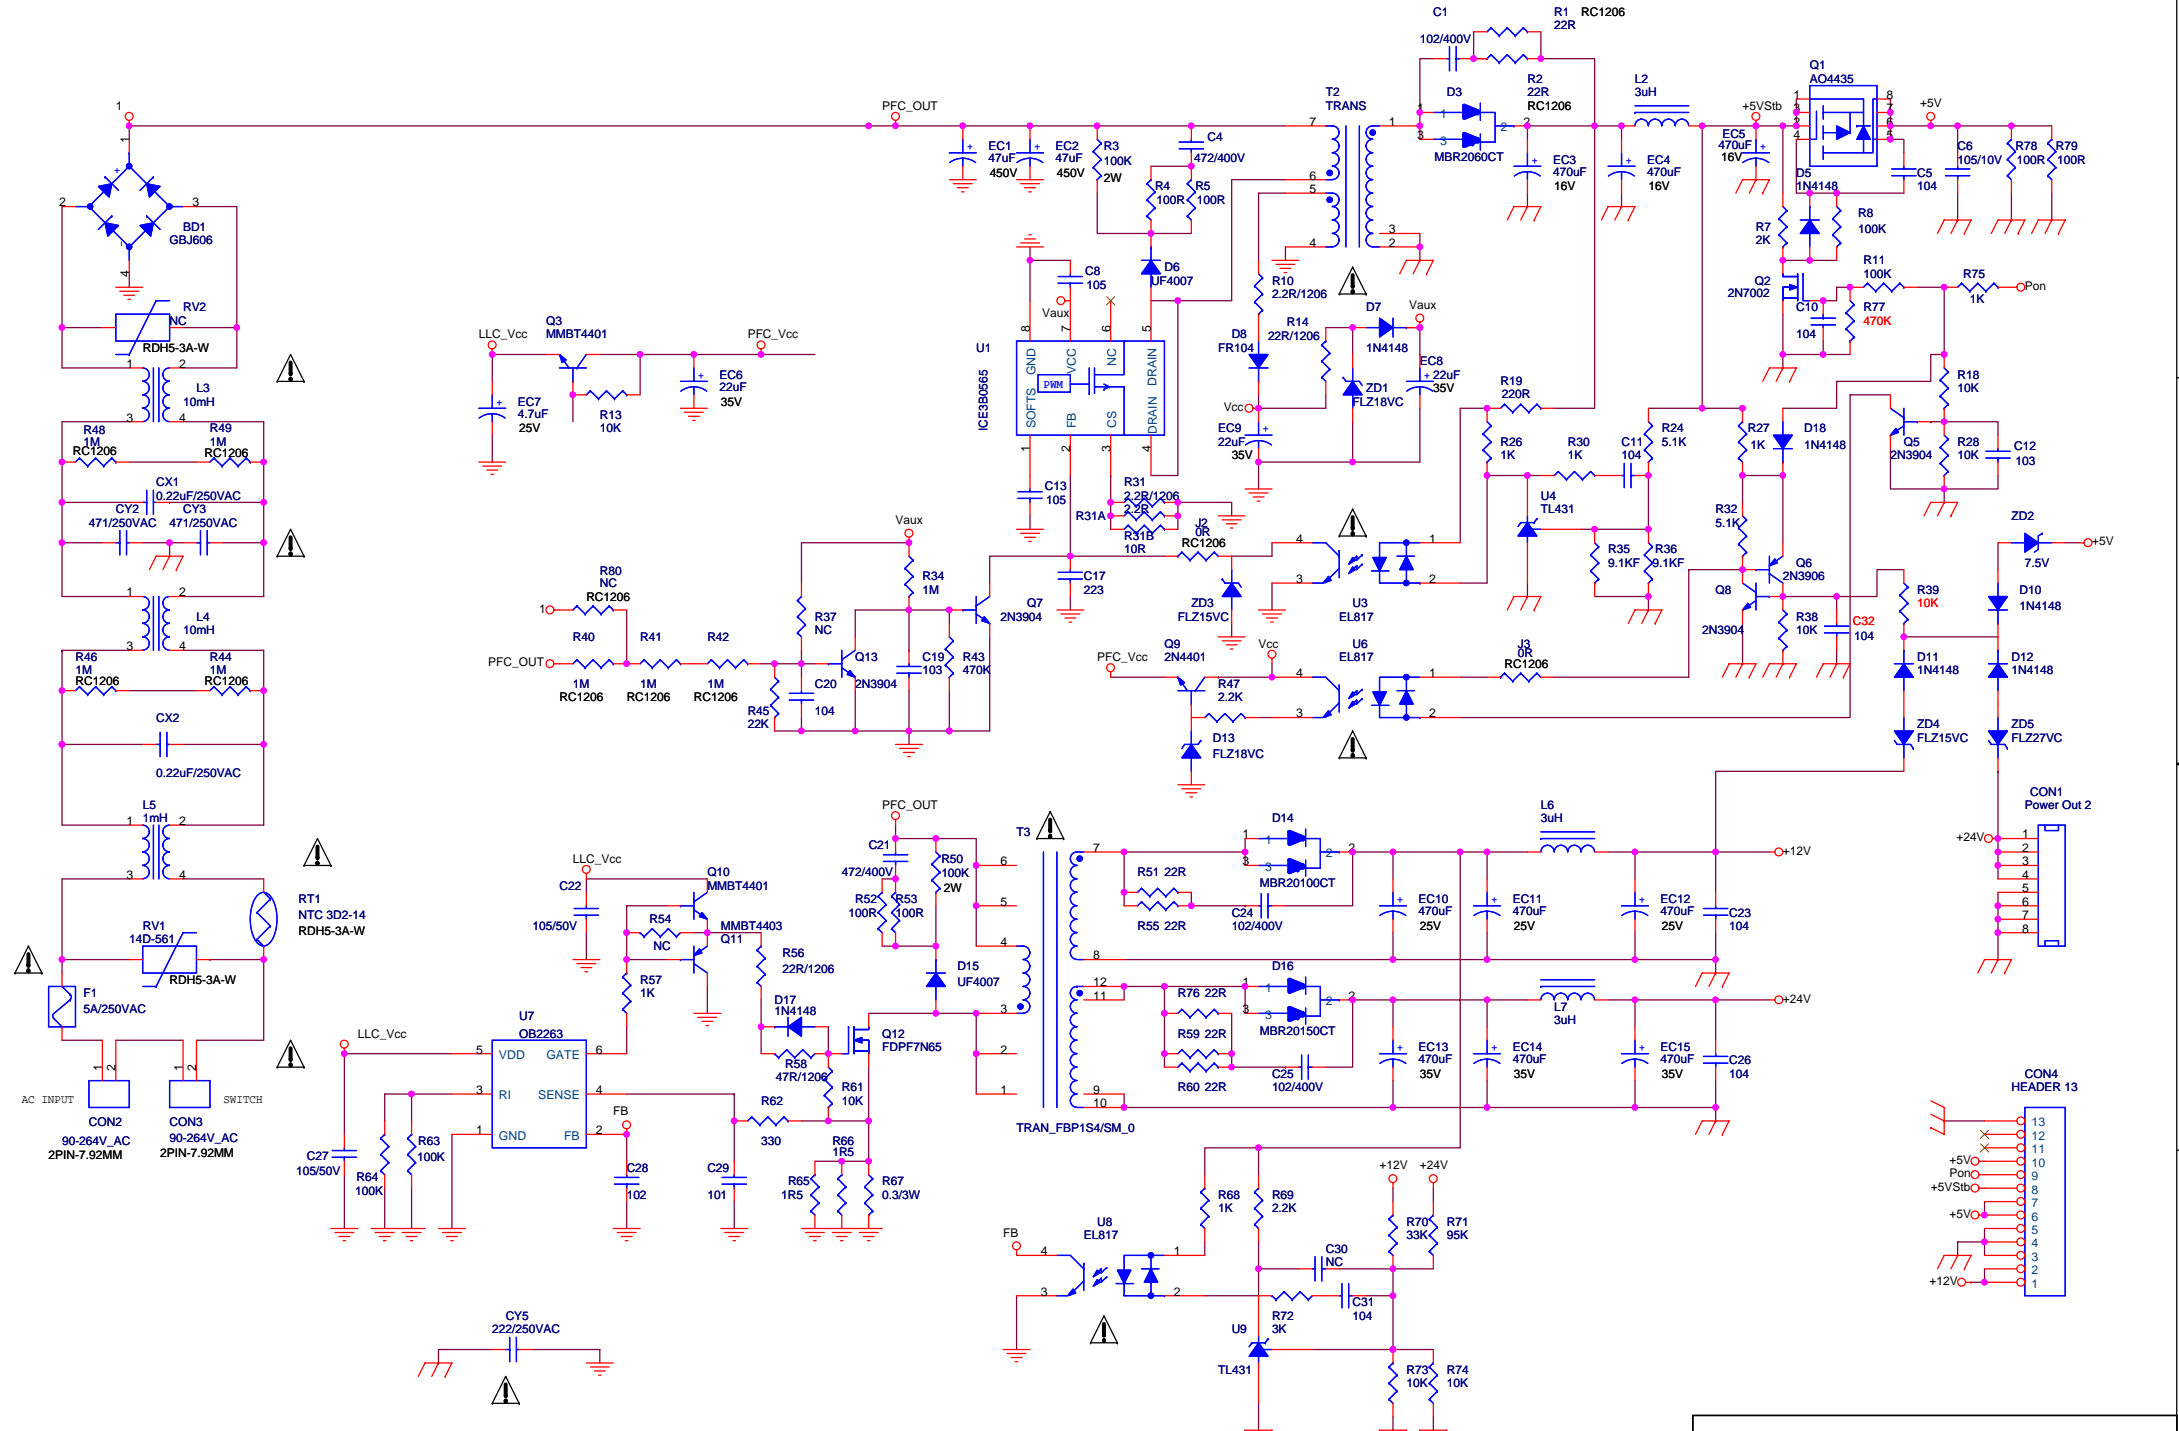 1
PFC_OUT
BD1
GBJ606
RV2
NC
RDH5-3A-W
L3
10mH
R48
1M
RC1206
R49
1M
RC1206
CX1
0.22uF/250VAC
CY2
471/250VAC
CY3
471/250VAC
L4
10mH
R46
1M
RC1206
R44
1M
RC1206
CX2
0.22uF/250VAC
L5
1mH
RT1
NTC 3D2-14
RDH5-3A-W
RV1
14D-561
RDH5-3A-W
F1
5A/250VAC
AC INPUT
CON2
90-264V_AC
2PIN-7.92MM
SWITCH
CON3
90-264V_AC
2PIN-7.92MM
LLC_Vcc
Q3
MMBT4401
PFC_Vcc
EC7
4.7uF
25V
R13
10K
EC6
22uF
35V
EC1
47uF
450V
EC2
47uF
450V
R3
100K
2W
C4
472/400V
R4
100R
R5
100R
D6
UF4007
C8
105
Vaux
U1
ICE3B0565
GND
VCC
NC
DRAIN
PWM
SOFTS
FB
CS
DRAIN
C13
105
R31
2.2R/1206
R31A
2.2R
R31B
10R
J2
0R
RC1206
C17
223
ZD3
FLZ15VC
T2
TRANS
R10
2.2R/1206
D8
FR104
R14
22R/1206
D7
1N4148
Vaux
ZD1
FLZ18VC
EC8
22uF
35V
Vcc
EC9
22uF
35V
C1
102/400V
R1 RC1206
22R
R2
22R
RC1206
D3
MBR2060CT
EC3
470uF
16V
EC4
470uF
16V
L2
3uH
+5VStb
EC5
470uF
16V
Q1
AO4435
+5V
D5
1N4148
C5
104
C6
105/10V
R78
100R
R79
100R
R7
2K
R8
100K
Q2
2N7002
R11
100K
R75
1K
Pon
C10
104
R77
470K
R18
10K
Q5
2N3904
R28
10K
C12
103
R19
220R
R26
1K
R30
1K
C11
104
R24
5.1K
R27
1K
D18
1N4148
U4
TL431
R35
9.1KF
R36
9.1KF
R32
5.1K
Q6
2N3906
Q8
2N3904
R38
10K
C32
104
R39
10K
ZD2
7.5V
+5V
D10
1N4148
D11
1N4148
D12
1N4148
ZD4
FLZ15VC
ZD5
FLZ27VC
U3
EL817
U6
EL817
J3
0R
RC1206
PFC_Vcc
Q9
2N4401
Vcc
R47
2.2K
D13
FLZ18VC
Vaux
R34
1M
R37
NC
Q7
2N3904
R80
NC
RC1206
1
PFC_OUT
R40
1M
RC1206
R41
1M
RC1206
R42
1M
RC1206
R45
22K
C20
104
Q13
2N3904
C19
103
R43
470K
PFC_OUT
C21
472/400V
R50
100K
2W
R52
100R
R53
100R
D15
UF4007
T3
TRAN_FBP1S4/SM_0
LLC_Vcc
C22
105/50V
Q10
MMBT4401
R54
NC
MMBT4403
Q11
R57
1K
R56
22R/1206
D17
1N4148
R58
47R/1206
Q12
FDPF7N65
R61
10K
R62
330
R66
1R5
R65
1R5
R67
0.3/3W
U7
OB2263
VDD
GATE
RI
SENSE
GND
FB
LLC_Vcc
C27
105/50V
R64
100K
R63
100K
FB
C28
102
C29
101
CY5
222/250VAC
D14
MBR20100CT
R51 22R
R55 22R
C24
102/400V
EC10
470uF
25V
EC11
470uF
25V
L6
3uH
EC12
470uF
25V
C23
104
+12V
D16
MBR20150CT
R76 22R
R59 22R
R60 22R
C25
102/400V
EC13
470uF
35V
EC14
470uF
35V
L7
3uH
EC15
470uF
35V
C26
104
+24V
FB
U8
EL817
R68
1K
R69
2.2K
+12V
+24V
R70
33K
R71
95K
C30
NC
R72
3K
C31
104
U9
TL431
R73
10K
R74
10K
CON1
Power Out 2
+24V
1
2
3
4
5
6
7
8
CON4
HEADER 13
13
12
11
+5V 10
Pon 9
+5VStb 8
7
+5V 6
5
4
3
2
+12V 1